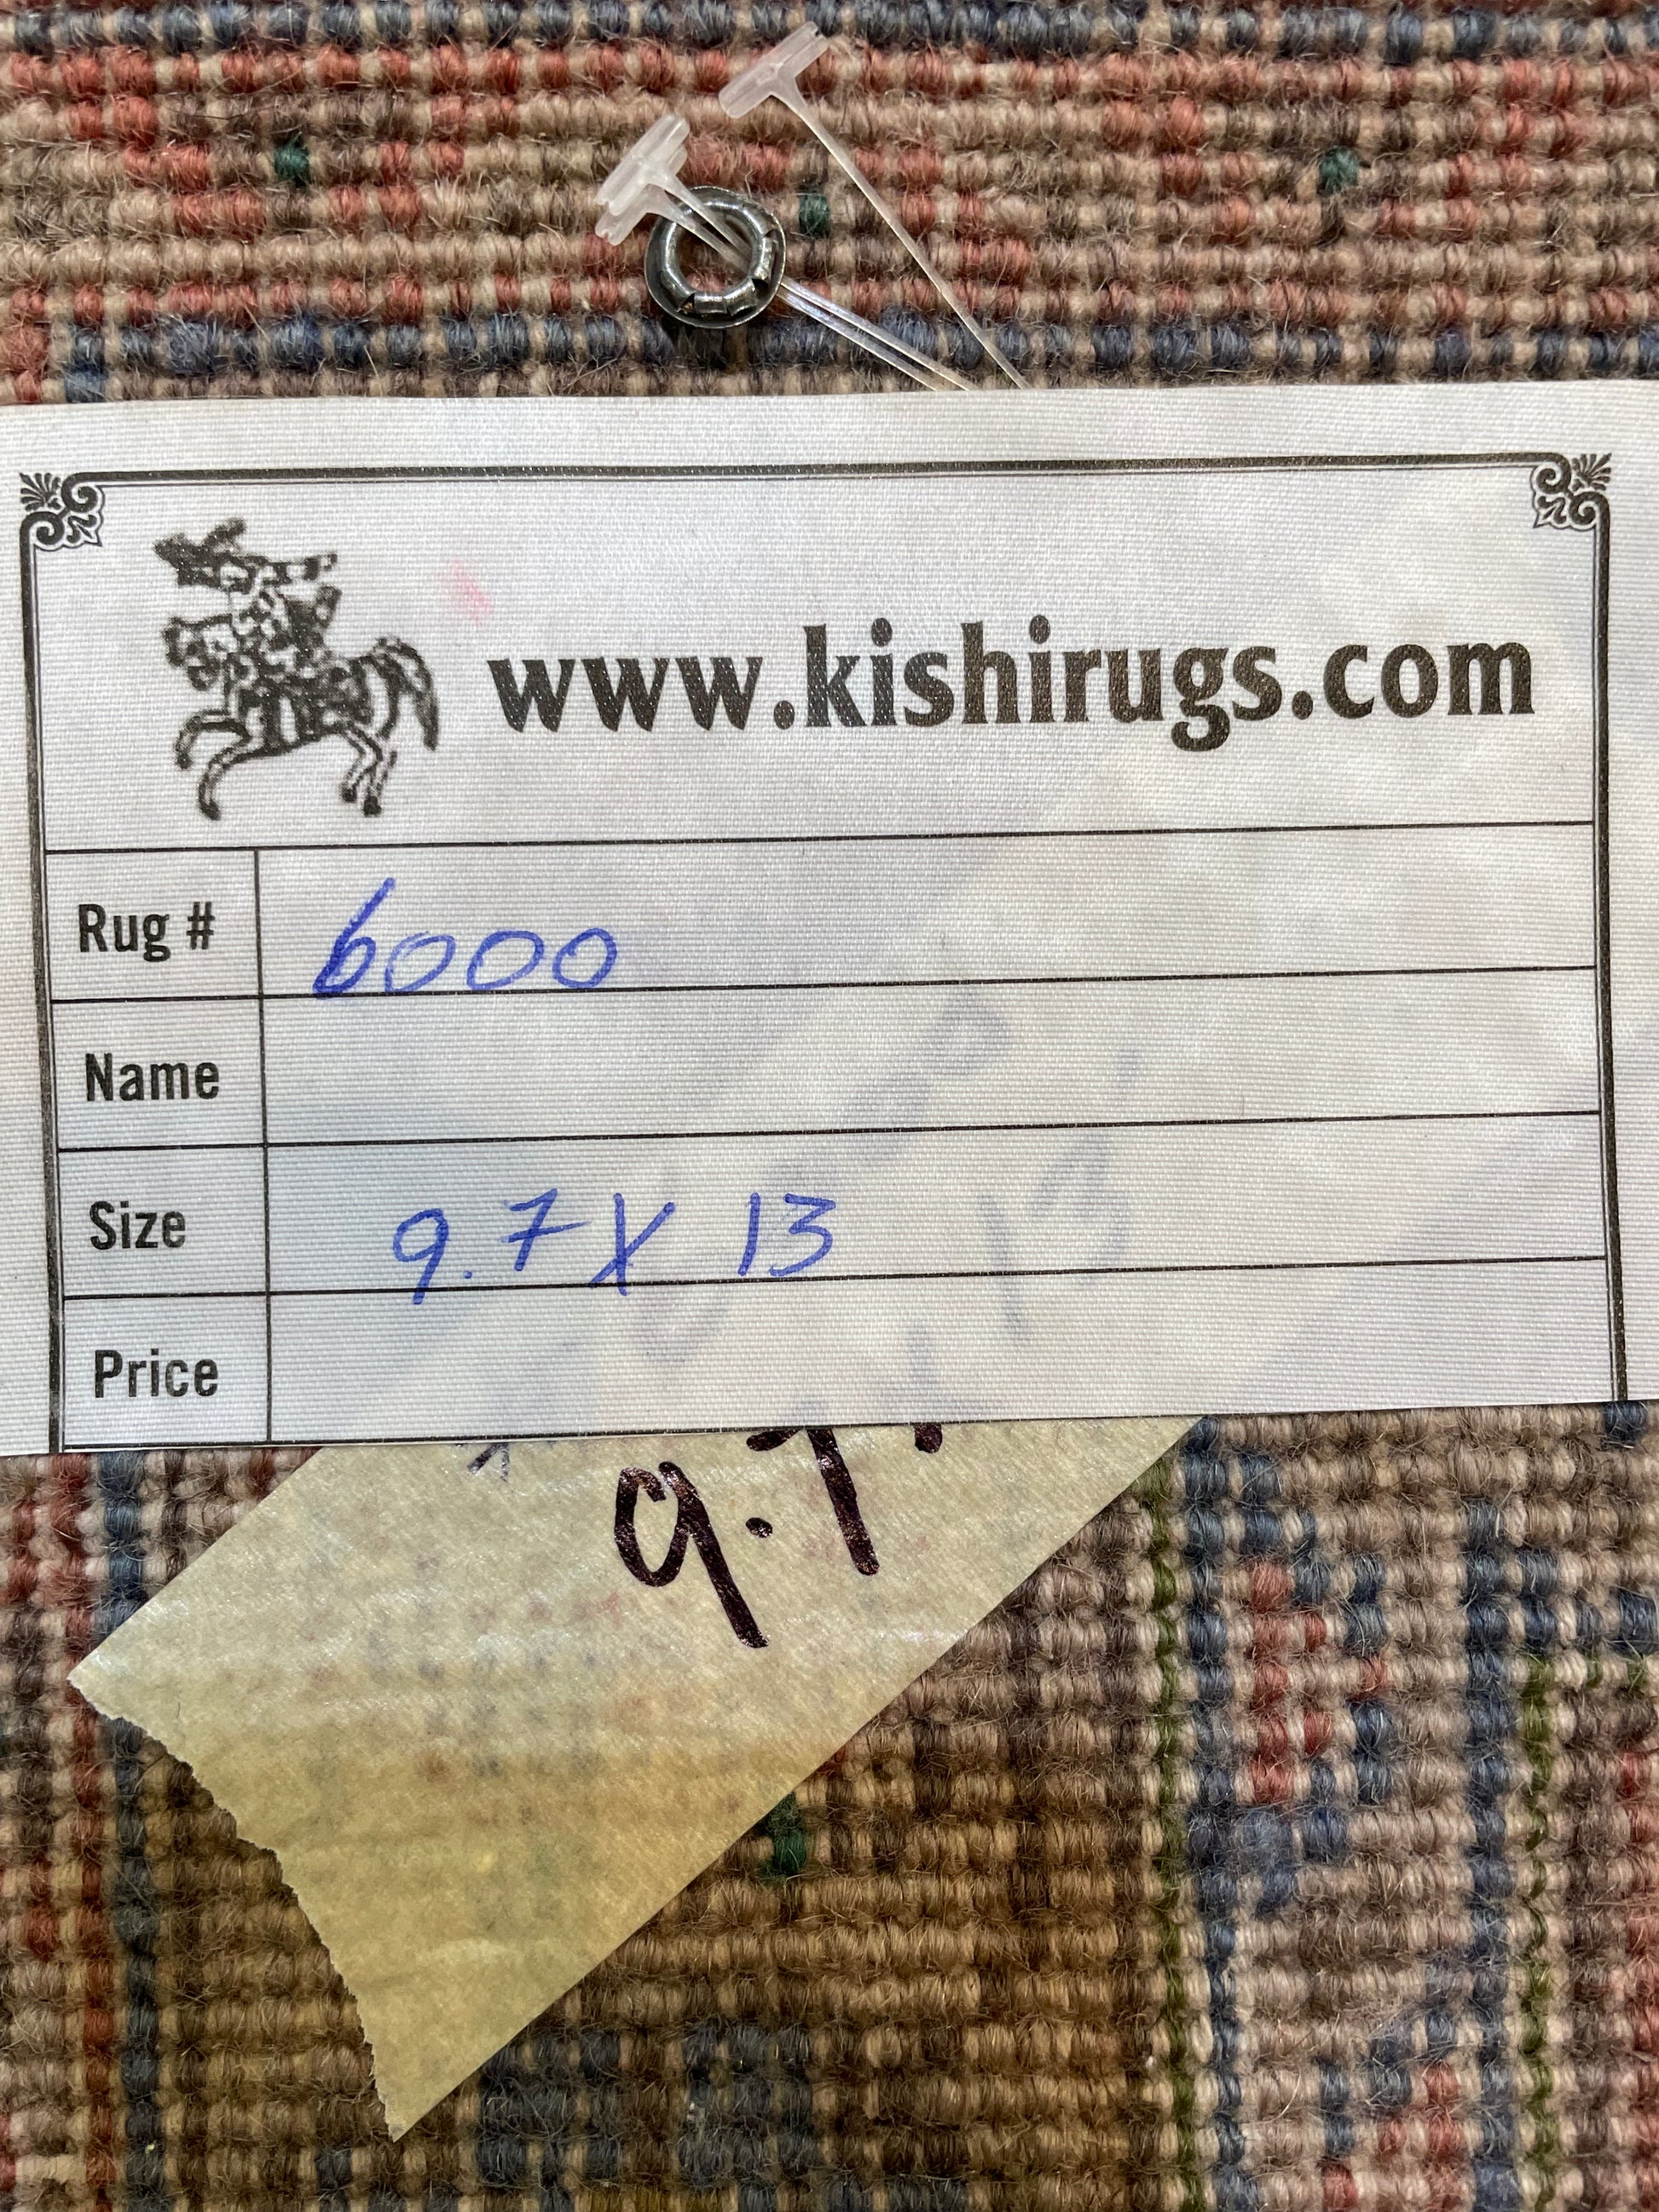 www.kishirugs.com
Rug # 6000
Name
Size 9.7 X 13
Price
9.7